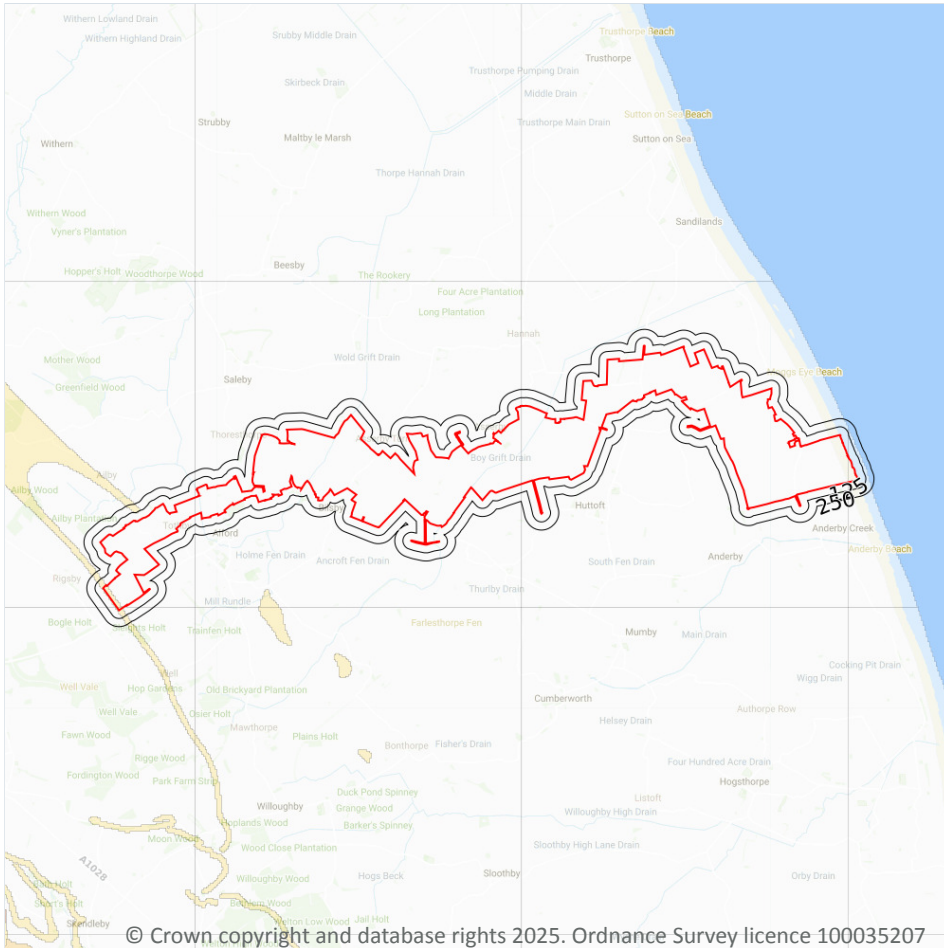 Withern Lowland Drain
Withern Highland Drain
Srubby Middle Drain
Trusthorpe Beach
Trusthorpe
Trusthorpe Pumping Drain
Skirbeck Drain
Middle Drain
Strubby
Trusthorpe Main Drain
Sutton on Sea Beach
Maltby le Marsh
Sutton on Sea
Withern
Thorpe Hannah Drain
Withern Wood
Vyner's Plantation
Sandilands
Hopper's Holt
Woodthorpe Wood
Beesby
The Rookery
Four Acre Plantation
Long Plantation
Hannah
Mother Wood
Wold Grift Drain
Greenfield Wood
Saleby
Moggs Eye Beach
Boy Grift Drain
Ailby
Ailby Wood
Ailby Plantation
125
250
Huttoft
Anderby Creek
Alford
Anderby Beach
Holme Fen Drain
Ancroft Fen Drain
South Fen Drain
Anderby
Rigsby
Thurlby Drain
Mill Rundle
Bogle Holt
Trainfen Holt
Farlesthorpe Fen
Mumby
Main Drain
Cocking Pit Drain
Wigg Drain
Well
Well Vale
Hop Gardens
Old Brickyard Plantation
Cumberworth
Authorpe Row
Well Vale
Osier Holt
Mawthorpe
Helsey Drain
Fawn Wood
Plains Holt
Bonthorpe
Fisher's Drain
Rigge Wood
Four Hundred Acre Drain
Fordington Wood
Park Farm Strip
Hogsthorpe
Duck Pond Spinney
Listoft
Willoughby
Grange Wood
Willoughby High Drain
Hoplands Wood
Barker's Spinney
Moon Wood
Wood Close Plantation
Sloothby High Lane Drain
A1028
Willoughby Wood
Hogs Beck
Sloothby
Orby Drain
Skendleby
Welton Low Wood
Jail Holt
© Crown copyright and database rights 2025. Ordnance Survey licence 100035207